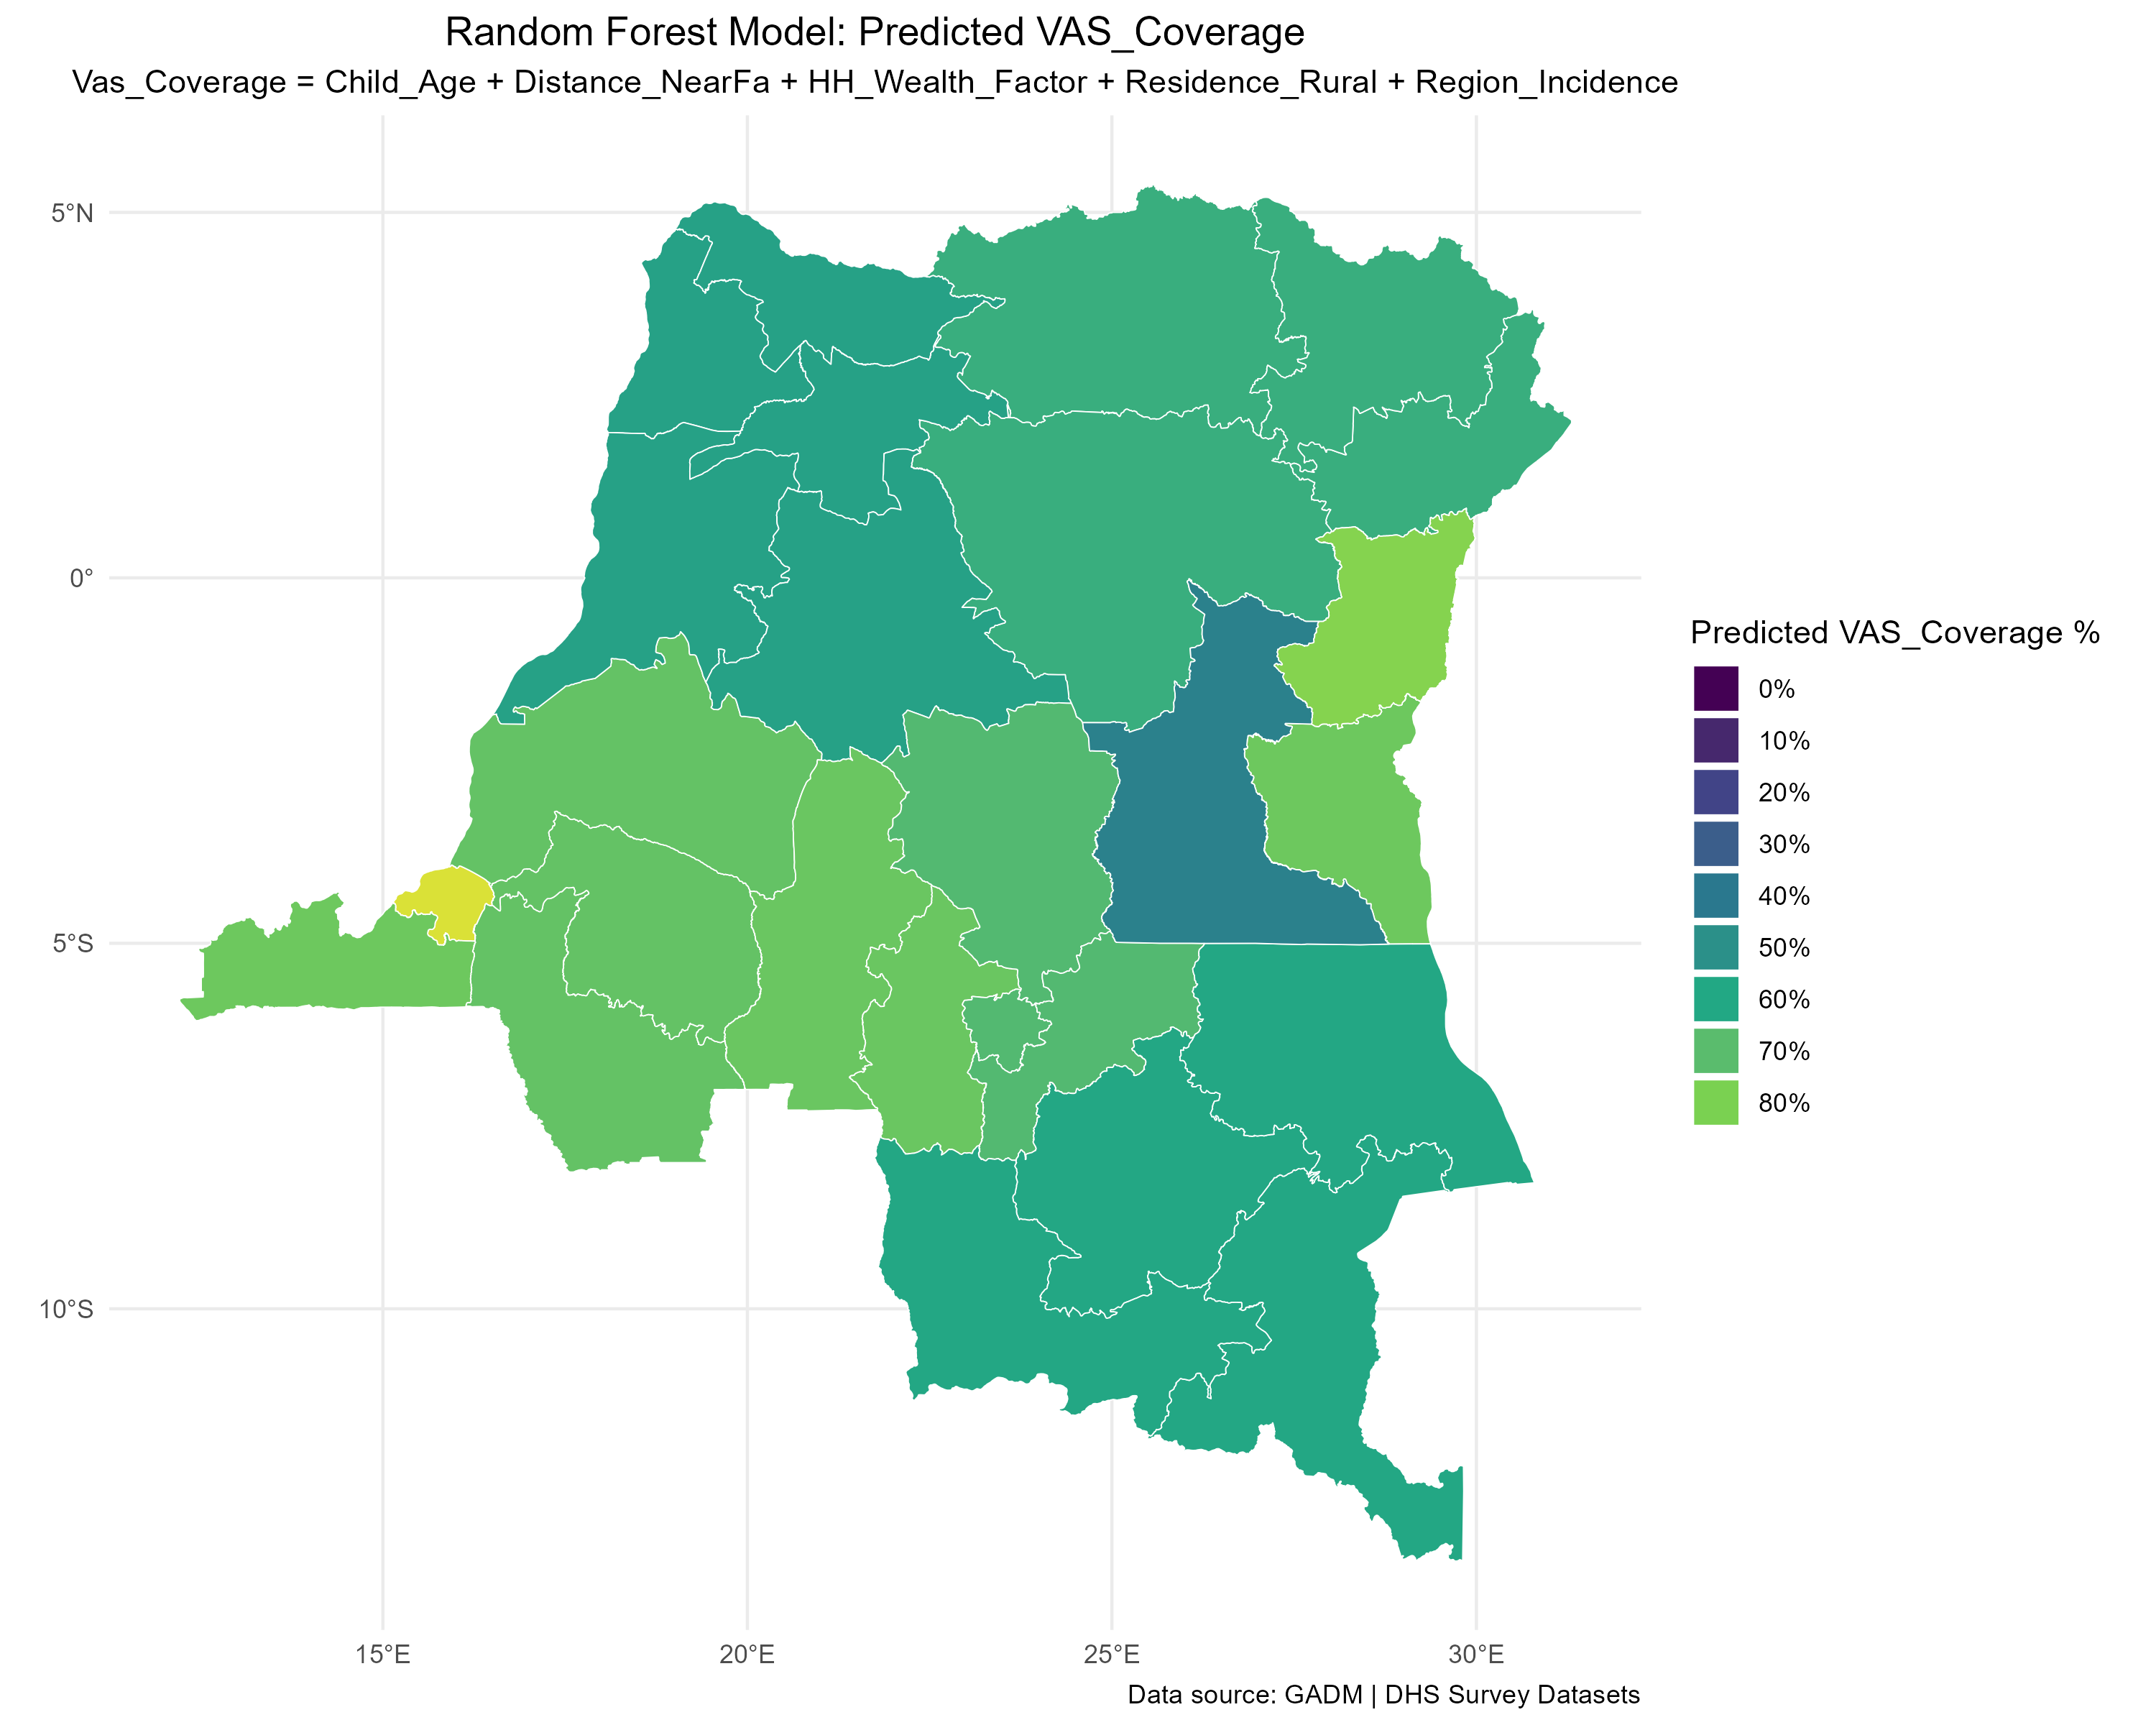 Random Forest Model: Predicted VAS_Coverage
Vas_Coverage = Child_Age + Distance_NearFa + HH_Wealth_Factor + Residence_Rural + Region_Incidence
5°N
0°
5°S
10°S
15°E
20°E
25°E
30°E
Predicted VAS_Coverage %
0%
10%
20%
30%
40%
50%
60%
70%
80%
Data source: GADM | DHS Survey Datasets